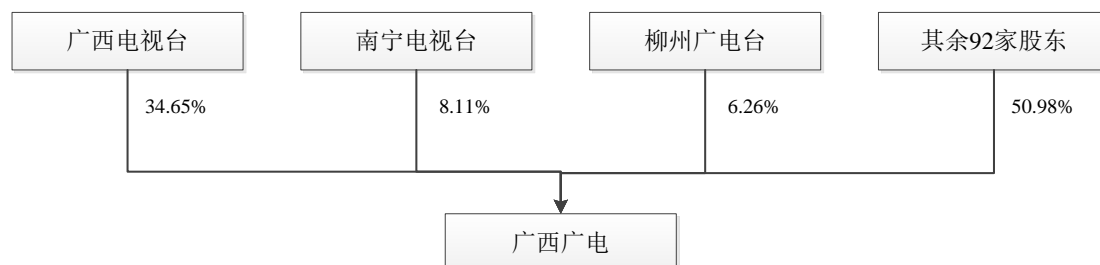 广西电视台
南宁电视台
柳州广电台
其余92家股东
34.65%
8.11%
6.26%
50.98%
广西广电